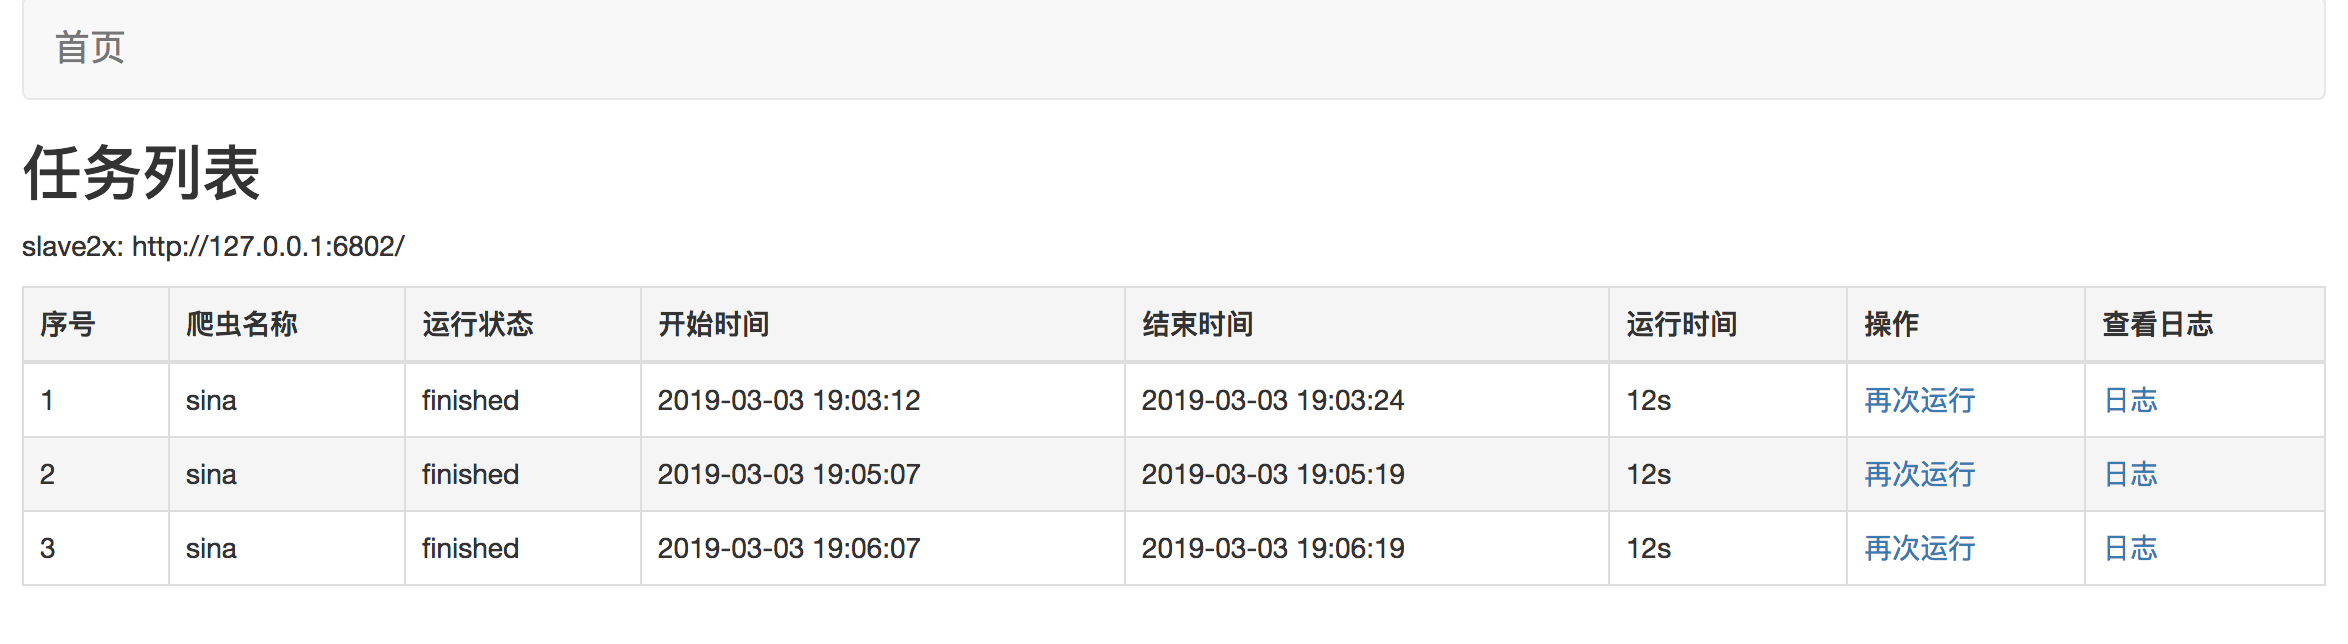 首页
任务列表
slave2x: http://127.0.0.1:6802/
序号 爬虫名称 运行状态 开始时间 结束时间 运行时间 操作 查看日志
1 sina finished 2019-03-03 19:03:12 2019-03-03 19:03:24 12s 再次运行 日志
2 sina finished 2019-03-03 19:05:07 2019-03-03 19:05:19 12s 再次运行 日志
3 sina finished 2019-03-03 19:06:07 2019-03-03 19:06:19 12s 再次运行 日志